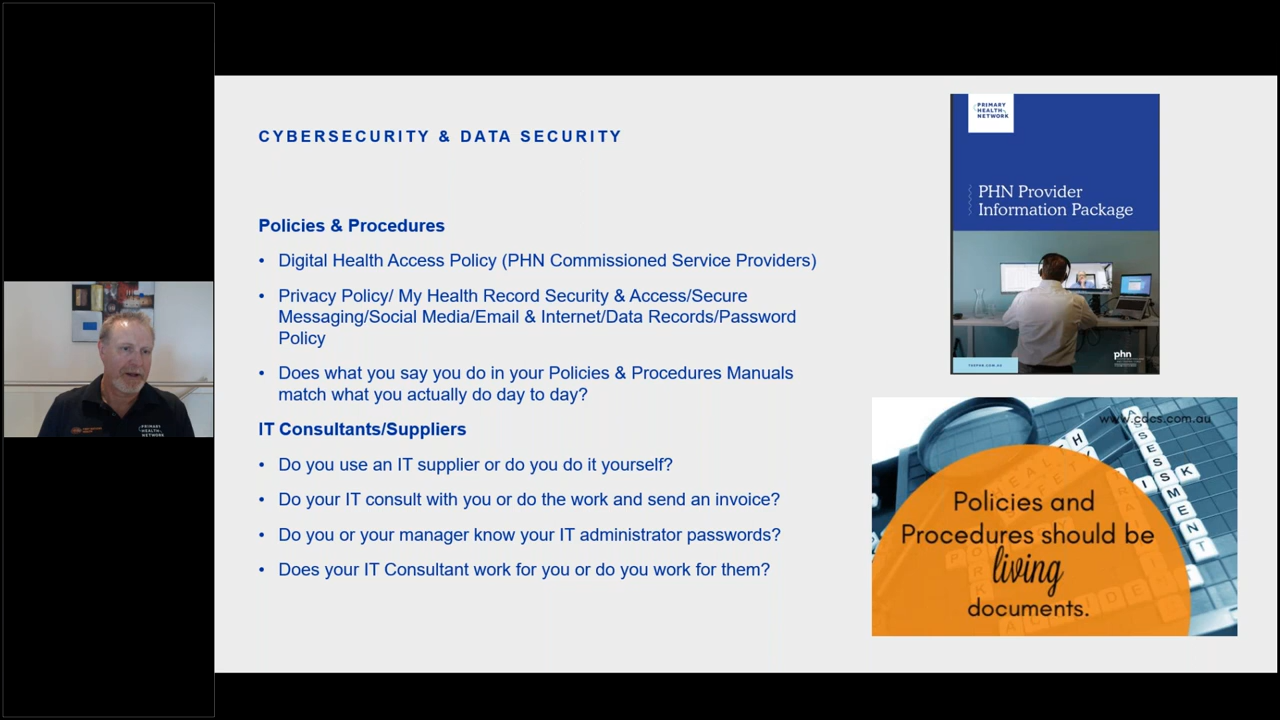 CYBERSECURITY & DATA SECURITY
Policies & Procedures
• Digital Health Access Policy (PHN Commissioned Service Providers)
• Privacy Policy/ My Health Record Security & Access/Secure
Messaging/Social Media/Email & Internet/Data Records/Password
Policy
• Does what you say you do in your Policies & Procedures Manuals
match what you actually do day to day?
IT Consultants/Suppliers
• Do you use an IT supplier or do you do it yourself?
• Do your IT consult with you or do the work and send an invoice?
• Do you or your manager know your IT administrator passwords?
• Does your IT Consultant work for you or do you work for them?
PRIMARY
HEALTH
NETWORK
PHN Provider
Information Package
phn
www.cdcs.com.au
ASSESSMENT
RISK
HEALTH
Policies and
Procedures should be
living
documents.
PRIMARY
HEALTH
NETWORK